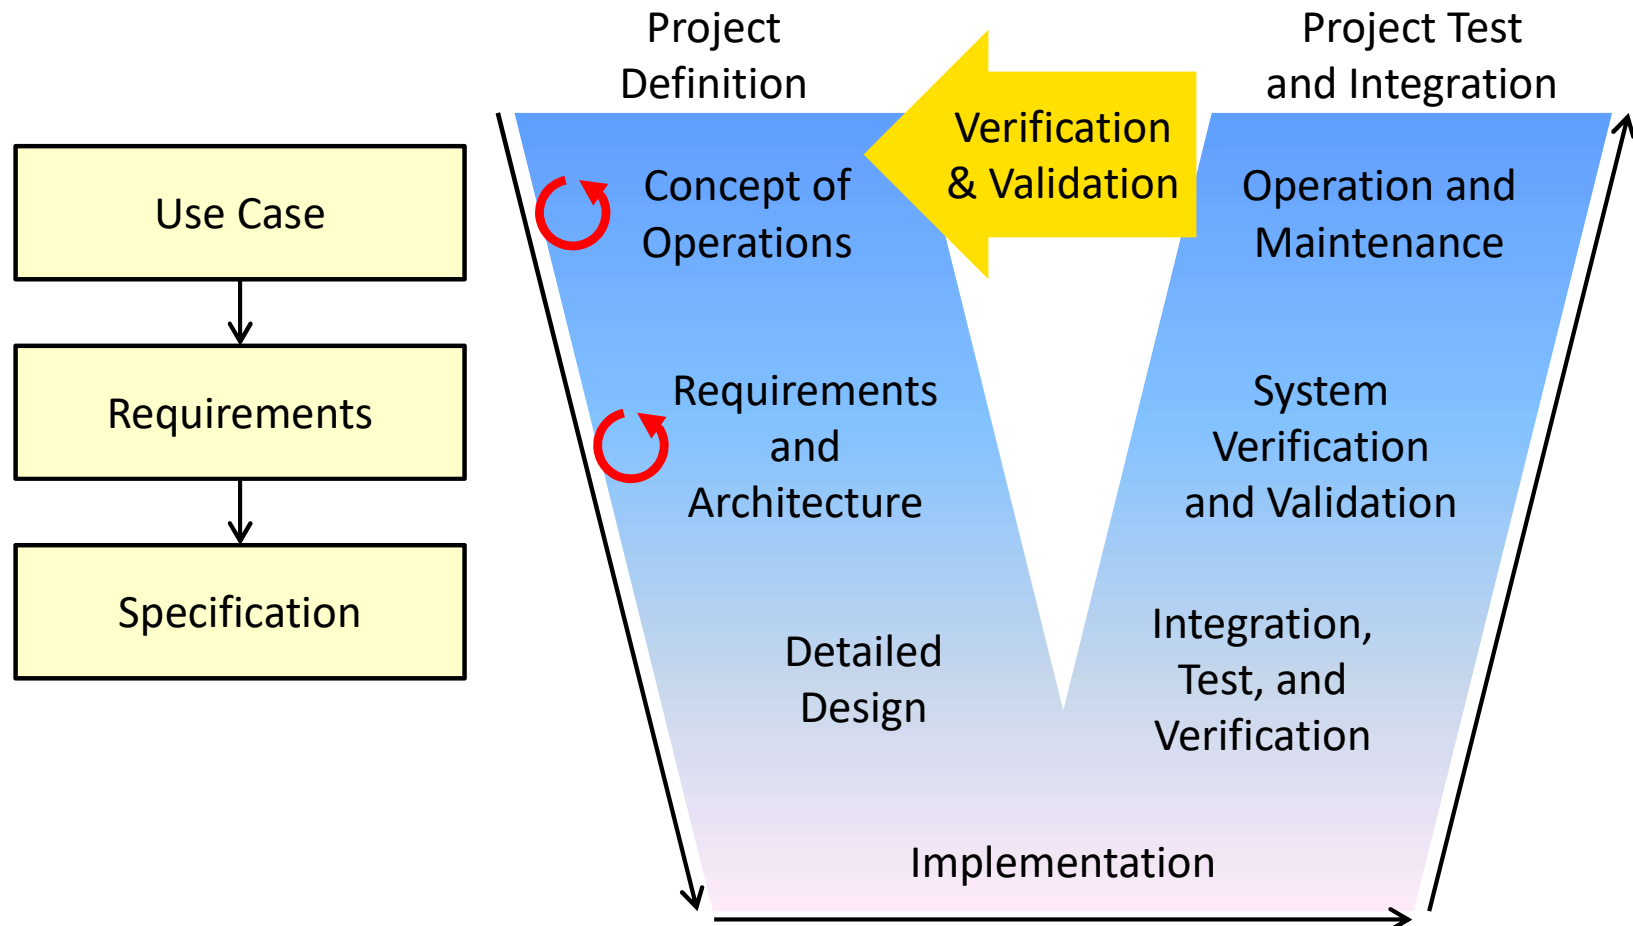 Project
Definition
Project Test
and Integration
Verification
& Validation
Use Case
Requirements
Specification
Concept of
Operations
Requirements
and
Architecture
Detailed
Design
Operation and
Maintenance
System
Verification
and Validation
Integration,
Test, and
Verification
Implementation